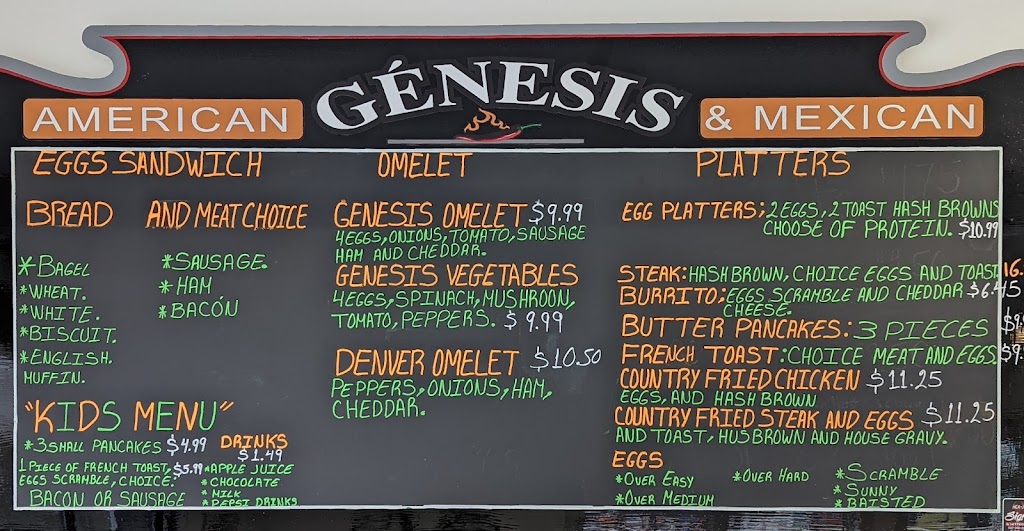 GÉNESIS
AMERICAN
& MEXICAN
EGGS SANDWICH
BREAD AND MEAT CHOICE
*BAGEL
*WHEAT.
*WHITE.
*BISCUIT.
*ENGLISH.
MUFFIN.
*SAUSAGE.
*HAM
*BACÓN
"KIDS MENU"
*3 SMALL PANCAKES $4.99
1 PIECE OF FRENCH TOAST, $5.99
EGGS SCRAMBLE, CHOICE:
BACON OR SAUSAGE
DRINKS
$1.49
*APPLE JUICE
*CHOCOLATE
*MILK
*PEPSI DRINKS
OMELET
GENESIS OMELET $9.99
4EGGS, ONIONS, TOMATO, SAUSAGE
HAM AND CHEDDAR.
GENESIS VEGETABLES
4EGGS, SPINACH, MUSHROON,
TOMATO, PEPPERS. $9.99
DENVER OMELET $10.50
PEPPERS, ONIONS, HAM,
CHEDDAR.
PLATTERS
EGG PLATTERS; 2 EGGS, 2 TOAST HASH BROWNS
CHOOSE OF PROTEIN. $10.99
STEAK: HASH BROWN, CHOICE EGGS AND TOAST 16.
BURRITO; EGGS SCRAMBLE AND CHEDDAR $6.45
CHEESE.
BUTTER PANCAKES: 3 PIECES
FRENCH TOAST: CHOICE MEAT AND EGGS. $9.
COUNTRY FRIED CHICKEN $11.25
EGGS, AND HASH BROWN
COUNTRY FRIED STEAK AND EGGS $11.25
AND TOAST, HUSBROWN AND HOUSE GRAVY.
EGGS
*OVER EASY
*OVER MEDIUM
*OVER HARD
*SCRAMBLE
*SUNNY
*BAISTED